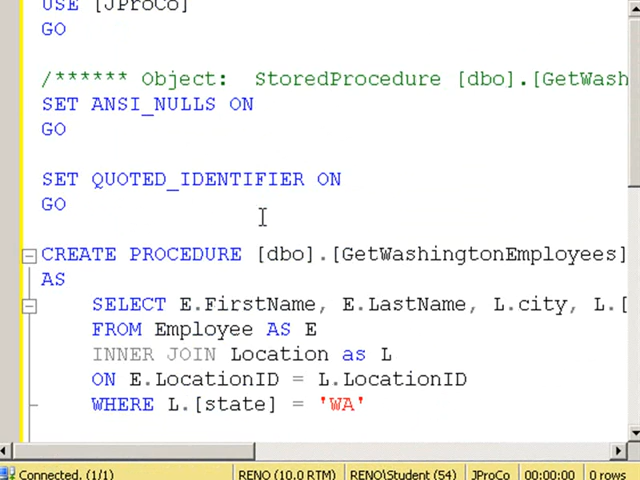 USE [JProCo]
GO
/****** Object:  StoredProcedure [dbo].[GetWash
SET ANSI_NULLS ON
GO
SET QUOTED_IDENTIFIER ON
GO
CREATE PROCEDURE [dbo].[GetWashingtonEmployees]
AS
SELECT E.FirstName, E.LastName, L.city, L.[
FROM Employee AS E
INNER JOIN Location as L
ON E.LocationID = L.LocationID
WHERE L.[state] = 'WA'
Connected. (1/1) RENO (10.0 RTM) RENO\Student (54) JProCo 00:00:00 0 rows